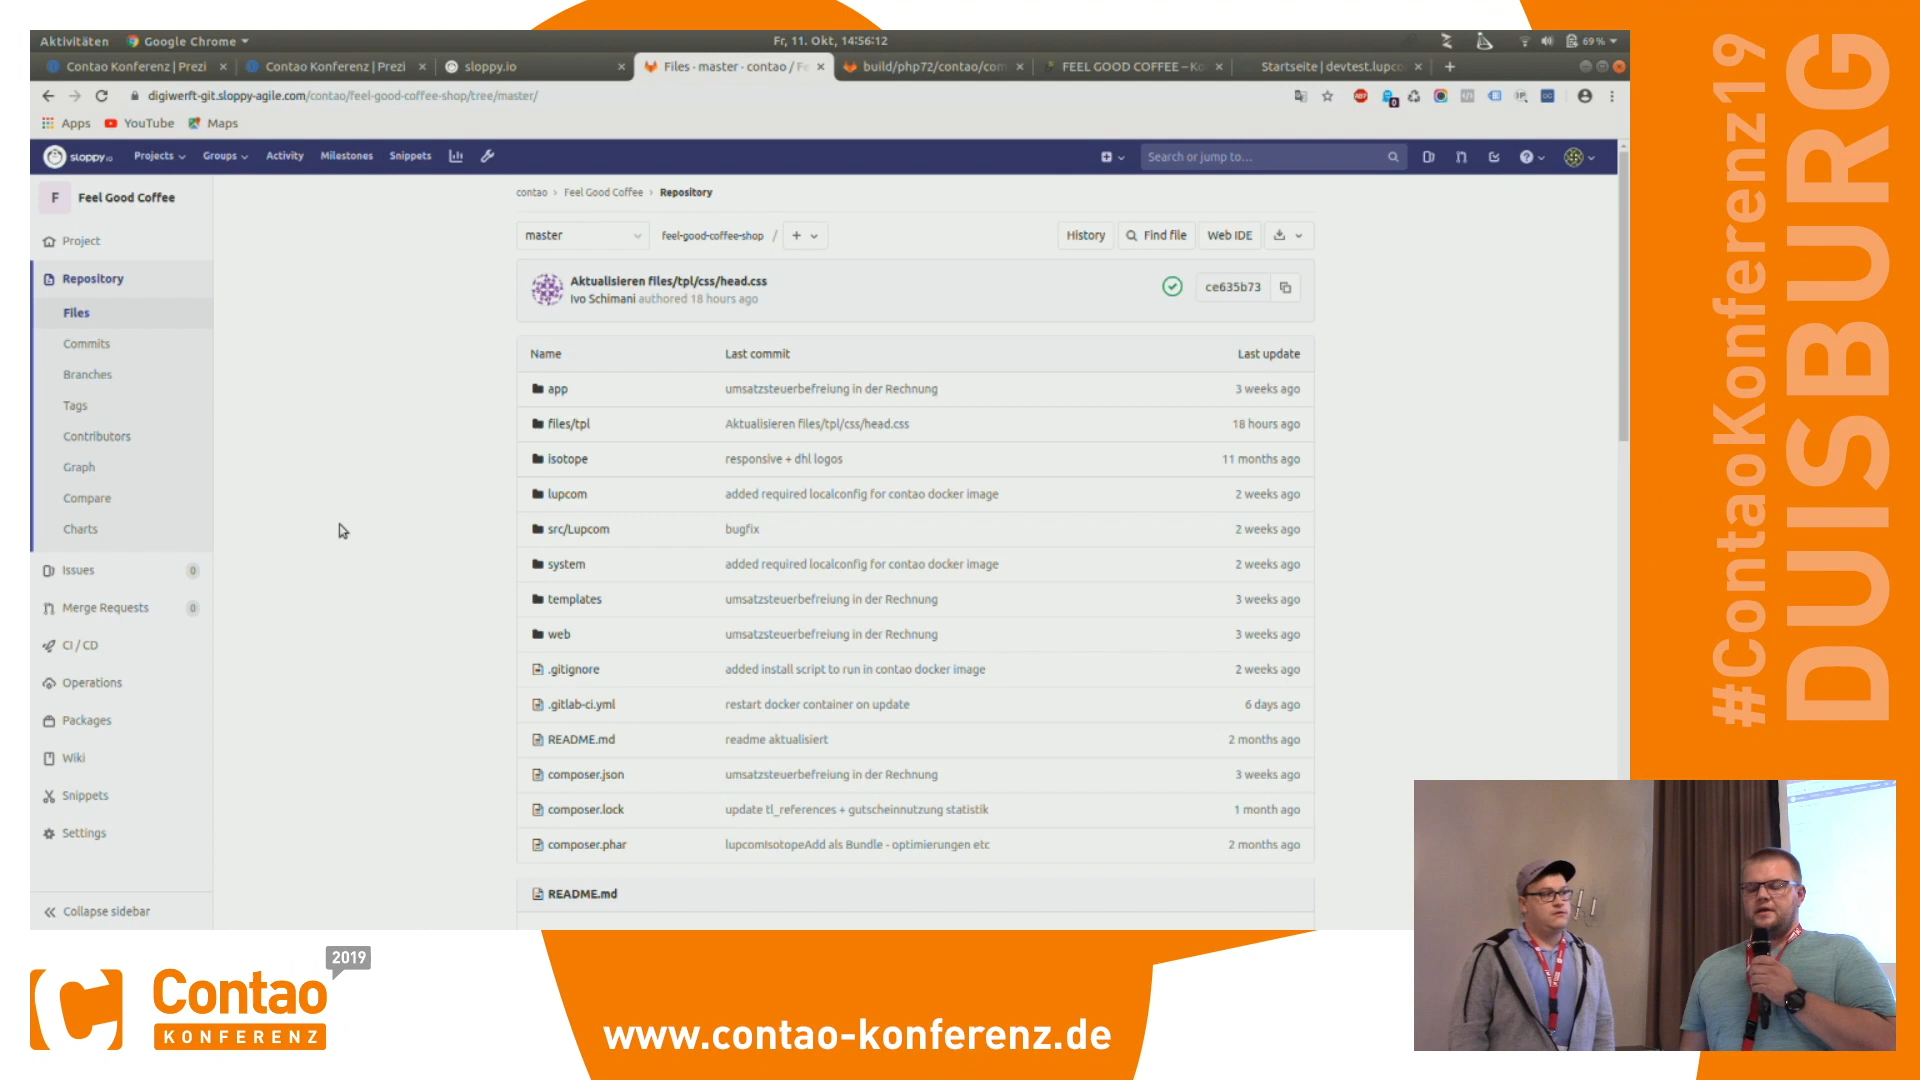 Aktivitäten
Google Chrome
Fr, 11. Okt, 14:56:12
69 %
Contao Konferenz | Prezi
Contao Konferenz | Prezi
sloppy.io
Files · master · contao / Fe
build/php72/contao/com
FEEL GOOD COFFEE – Ko
Startseite | devtest.lupco
digiwerft-git.sloppy-agile.com/contao/feel-good-coffee-shop/tree/master/
Apps
YouTube
Maps
sloppy.io
Projects
Groups
Activity
Milestones
Snippets
Search or jump to...
F
Feel Good Coffee
Project
Repository
Files
Commits
Branches
Tags
Contributors
Graph
Compare
Charts
Issues 0
Merge Requests 0
CI / CD
Operations
Packages
Wiki
Snippets
Settings
Collapse sidebar
contao › Feel Good Coffee › Repository
master
feel-good-coffee-shop /
+
History
Find file
Web IDE
Aktualisieren files/tpl/css/head.css
Ivo Schimani authored 18 hours ago
ce635b73
Name Last commit Last update
app umsatzsteuerbefreiung in der Rechnung 3 weeks ago
files/tpl Aktualisieren files/tpl/css/head.css 18 hours ago
isotope responsive + dhl logos 11 months ago
lupcom added required localconfig for contao docker image 2 weeks ago
src/Lupcom bugfix 2 weeks ago
system added required localconfig for contao docker image 2 weeks ago
templates umsatzsteuerbefreiung in der Rechnung 3 weeks ago
web umsatzsteuerbefreiung in der Rechnung 3 weeks ago
.gitignore added install script to run in contao docker image 2 weeks ago
.gitlab-ci.yml restart docker container on update 6 days ago
README.md readme aktualisiert 2 months ago
composer.json umsatzsteuerbefreiung in der Rechnung 3 weeks ago
composer.lock update tl_references + gutscheinnutzung statistik 1 month ago
composer.phar lupcomIsotopeAdd als Bundle - optimierungen etc 2 months ago
README.md
#ContaoKonferenz19
DUISBURG
2019
Contao
KONFERENZ
www.contao-konferenz.de